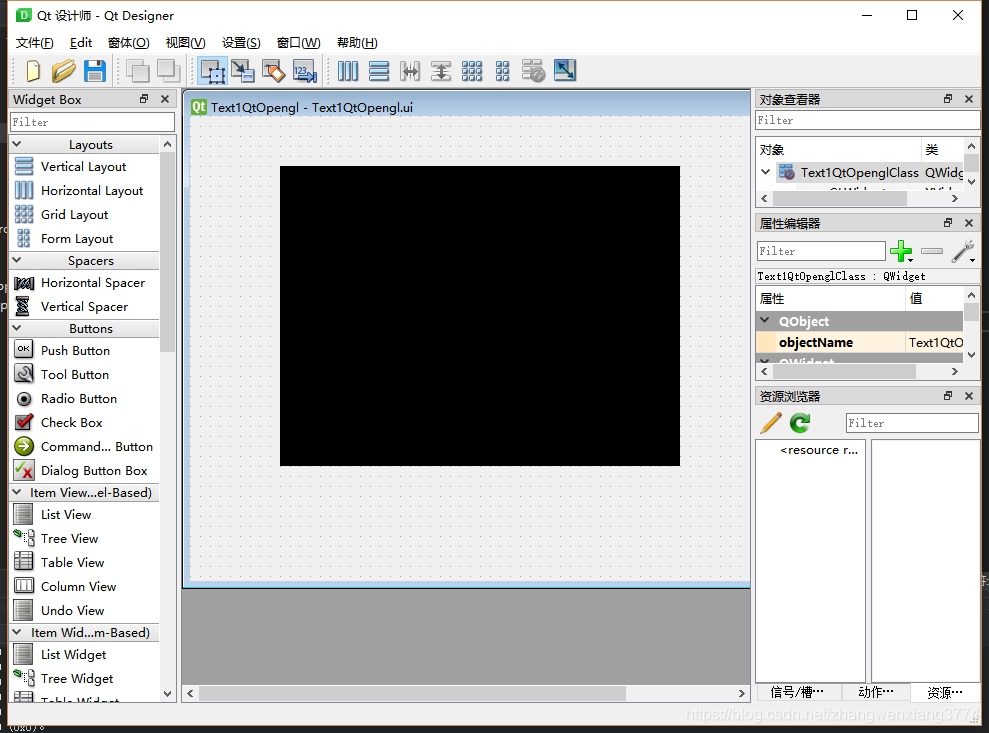 Qt 设计师 - Qt Designer
文件(F) Edit 窗体(O) 视图(V) 设置(S) 窗口(W) 帮助(H)
Widget Box
Filter
Layouts
Vertical Layout
Horizontal Layout
Grid Layout
Form Layout
Spacers
Horizontal Spacer
Vertical Spacer
Buttons
OK
Push Button
Tool Button
Radio Button
Check Box
Command... Button
Dialog Button Box
Item View...el-Based)
List View
Tree View
Table View
Column View
Undo View
Item Wid...m-Based)
List Widget
Tree Widget
Table Widget
Qt Text1QtOpengl - Text1QtOpengl.ui
对象查看器
Filter
对象 类
Text1QtOpenglClass QWidg
属性编辑器
Filter
Text1QtOpenglClass : QWidget
属性 值
QObject
objectName Text1QtO
QWidget
资源浏览器
Filter
<resource r...
信号/槽… 动作… 资源…
https://blog.csdn.net/zhangwenxiang3774
(0x0)。